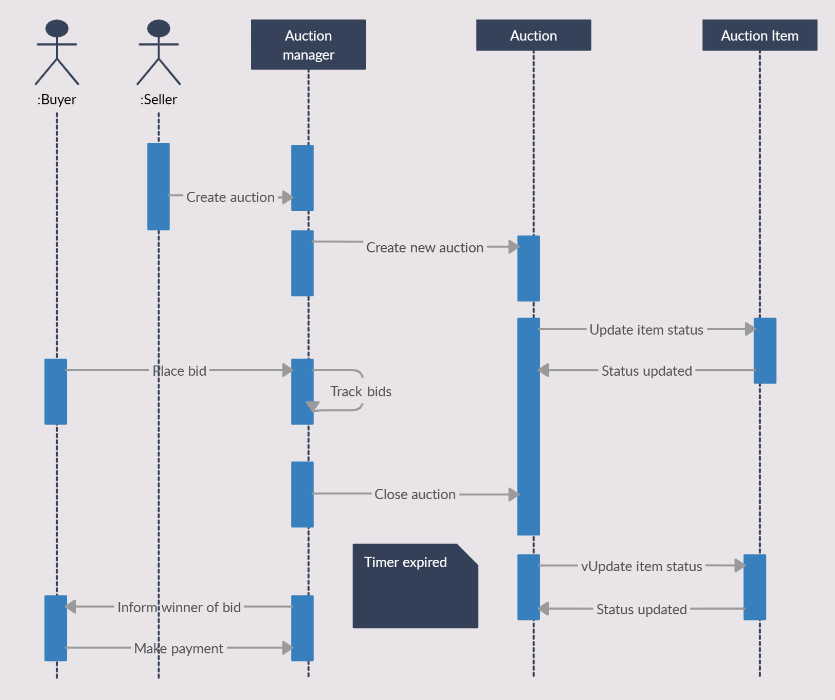 Auction
manager
Auction
Auction Item
:Buyer
:Seller
Create auction
Create new auction
Update item status
Place bid
Status updated
Track bids
Close auction
Timer expired
vUpdate item status
Inform winner of bid
Status updated
Make payment